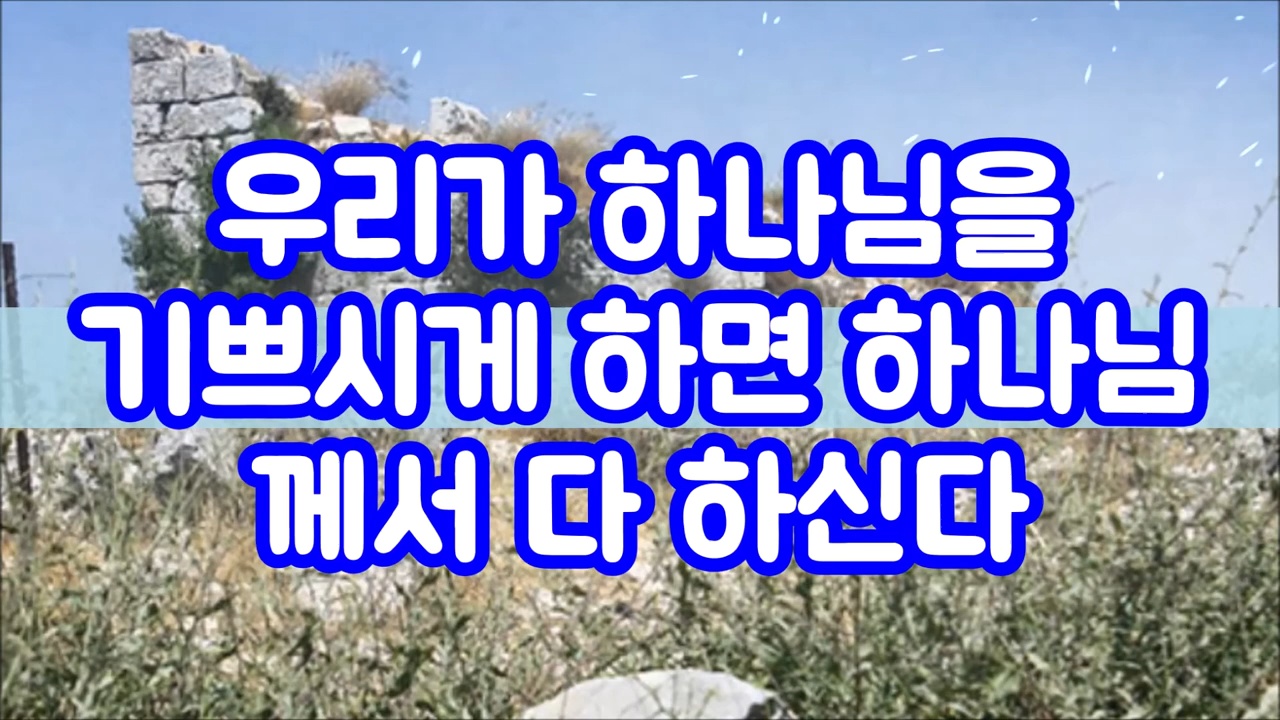 우리가 하나님을
기쁘시게 하면 하나님
께서 다 하신다